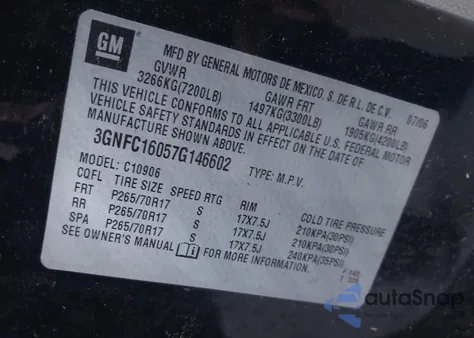 GM
MFD BY GENERAL MOTORS DE MEXICO, S. DE R.L. DE C.V. 07/06
GVWR GAWR FRT GAWR RR
3266KG(7200LB) 1497KG(3300LB) 1905KG(4200LB)
THIS VEHICLE CONFORMS TO ALL APPLICABLE U.S. FEDERAL MOTOR
VEHICLE SAFETY STANDARDS IN EFFECT ON THE DATE OF
MANUFACTURE SHOWN ABOVE.
3GNFC16057G146602 TYPE: M.P.V.
MODEL: C10906
CQFL TIRE SIZE SPEED RTG RIM COLD TIRE PRESSURE
FRT P265/70R17 S 17X7.5J 210KPA(30PSI)
RR P265/70R17 S 17X7.5J 210KPA(30PSI)
SPA P265/70R17 S 17X7.5J 240KPA(35PSI)
SEE OWNER'S MANUAL FOR MORE INFORMATION.
autaSnap